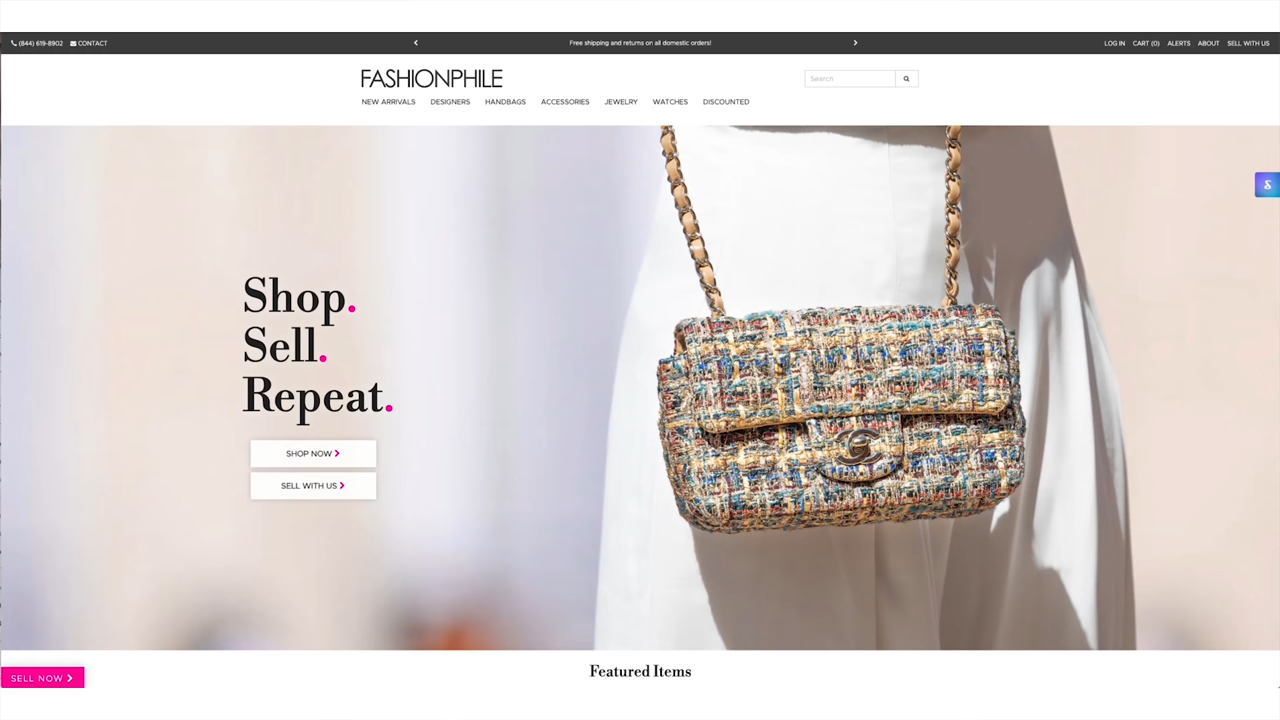 (844) 619-8902 CONTACT
Free shipping and returns on all domestic orders!
LOG IN CART (0) ALERTS ABOUT SELL WITH US
FASHIONPHILE
Search
NEW ARRIVALS DESIGNERS HANDBAGS ACCESSORIES JEWELRY WATCHES DISCOUNTED
Shop.
Sell.
Repeat.
SHOP NOW
SELL WITH US
SELL NOW
Featured Items